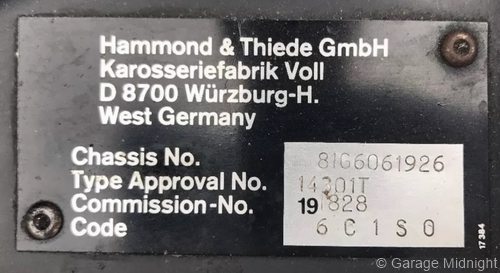 Hammond & Thiede GmbH
Karosseriefabrik Voll
D 8700 Würzburg-H.
West Germany
Chassis No. 81G6061926
Type Approval No. 14301T
Commission-No. 19 828
Code 6C1S0
17384
© Garage Midnight